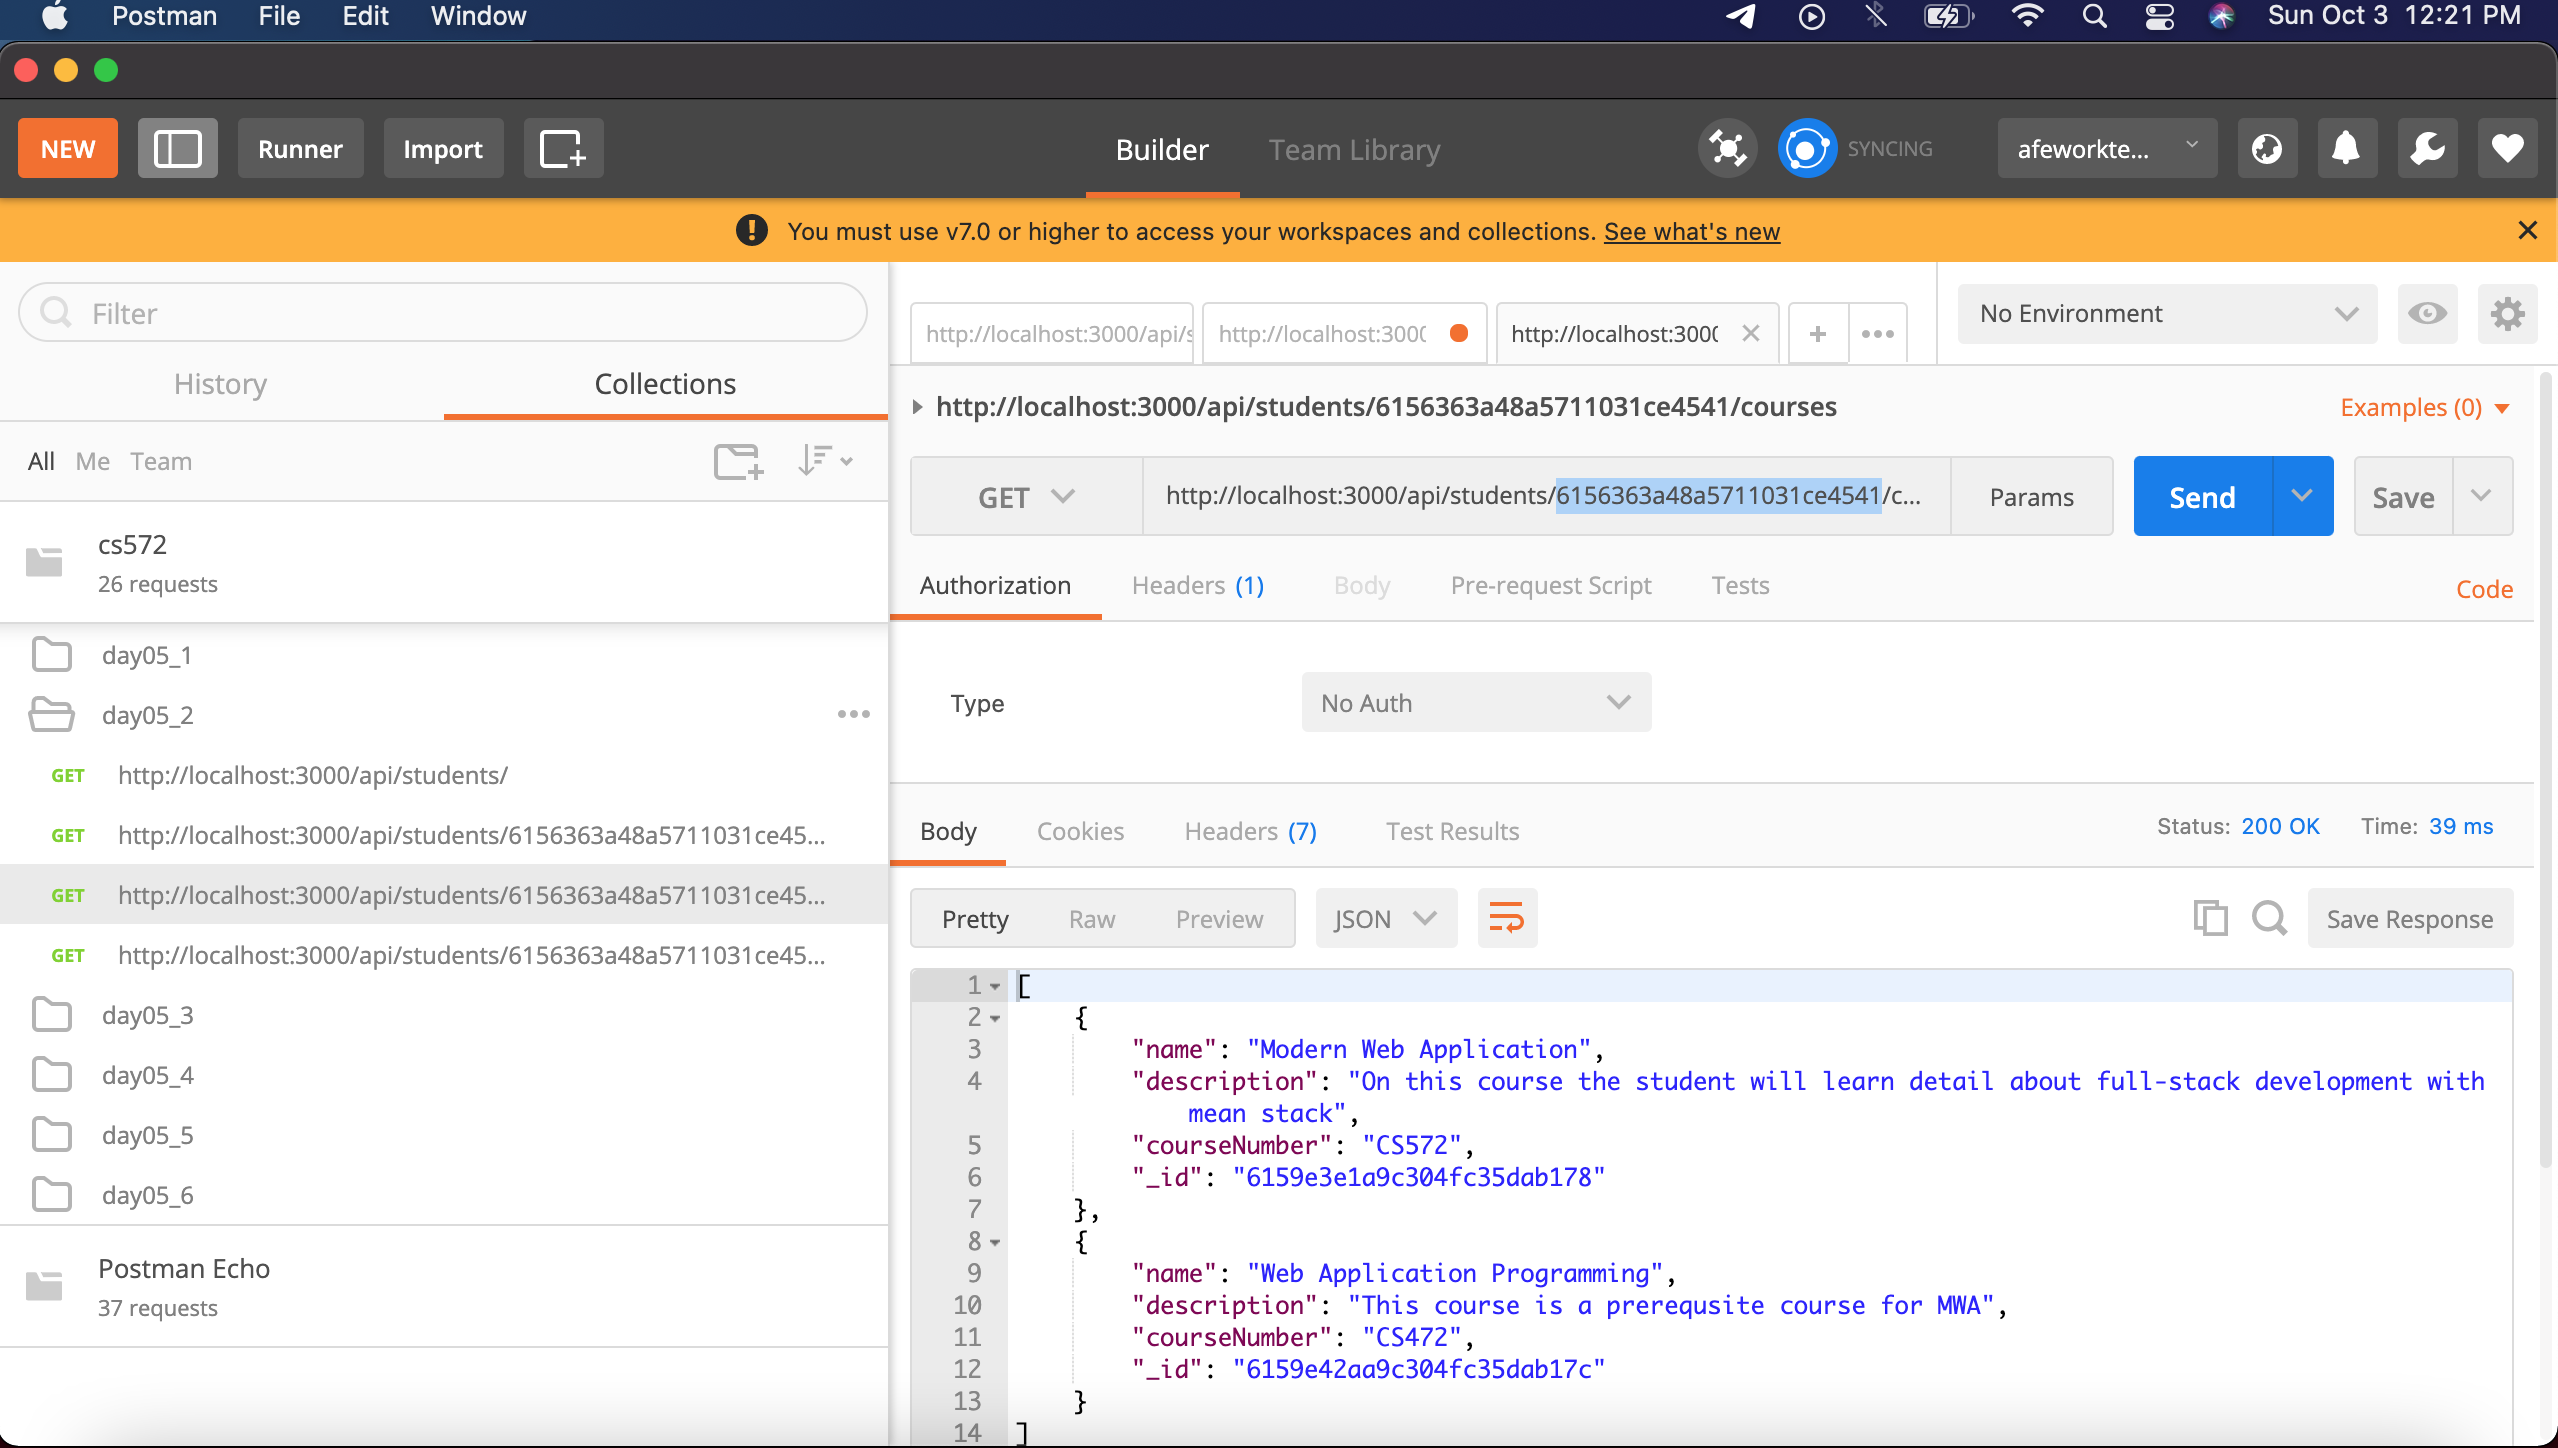 Postman File Edit Window Sun Oct 3 12:21 PM
NEW Runner Import Builder Team Library SYNCING afeworkte...
You must use v7.0 or higher to access your workspaces and collections. See what's new
Filter
History Collections
All Me Team
cs572
26 requests
day05_1
day05_2
GET http://localhost:3000/api/students/
GET http://localhost:3000/api/students/6156363a48a5711031ce45...
GET http://localhost:3000/api/students/6156363a48a5711031ce45...
GET http://localhost:3000/api/students/6156363a48a5711031ce45...
day05_3
day05_4
day05_5
day05_6
Postman Echo
37 requests
http://localhost:3000/api/s http://localhost:3000 http://localhost:3000 + No Environment
http://localhost:3000/api/students/6156363a48a5711031ce4541/courses Examples (0)
GET http://localhost:3000/api/students/6156363a48a5711031ce4541/c... Params Send Save
Authorization Headers (1) Body Pre-request Script Tests Code
Type No Auth
Body Cookies Headers (7) Test Results Status: 200 OK Time: 39 ms
Pretty Raw Preview JSON Save Response
1 [
2 {
3 "name": "Modern Web Application",
4 "description": "On this course the student will learn detail about full-stack development with
mean stack",
5 "courseNumber": "CS572",
6 "_id": "6159e3e1a9c304fc35dab178"
7 },
8 {
9 "name": "Web Application Programming",
10 "description": "This course is a prerequsite course for MWA",
11 "courseNumber": "CS472",
12 "_id": "6159e42aa9c304fc35dab17c"
13 }
14 ]